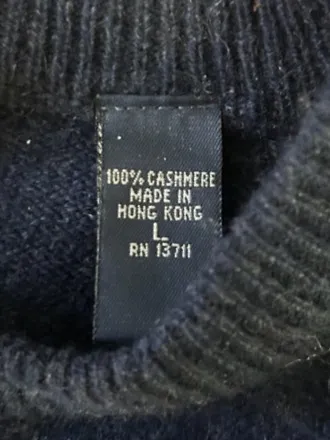 100% CASHMERE
MADE IN
HONG KONG
L
RN 13711